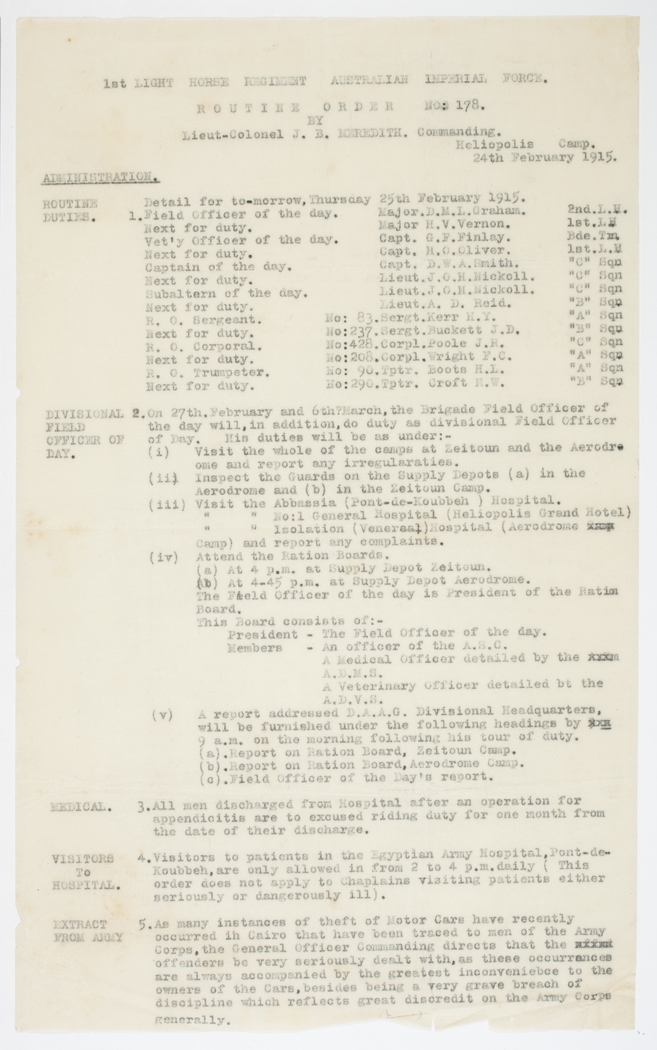 1st LIGHT HORSE REGIMENT AUSTRALIAN IMPERIAL FORCE.
ROUTINE ORDER NO: 178.
BY
Lieut-Colonel J. B. MEREDITH. Commanding.
Heliopolis Camp.
24th February 1915.
ADMINISTRATION.
ROUTINE Detail for to-morrow, Thursday 25th February 1915.
DUTIES. 1. Field Officer of the day. Major. D.M.L. Graham. 2nd. L.H.
Next for duty. Major H.V. Vernon. 1st. L H
Vet'y Officer of the day. Capt. G.F. Finlay. Bde. Tm
Next for duty. Capt. H.O. Oliver. 1st. L.H
Captain of the day. Capt. D.W.A. Smith. "C" Sqn
Next for duty. Lieut. J.O.H. Nickoll. "C" Sqn
Subaltern of the day. Lieut. J.O.H. Nickoll. "C" Sqn
Next for duty. Lieut. A. D. Reid. "B" Sqn
R. O. Sergeant. No: 83. Sergt. Kerr H.Y. "A" Sqn
Next for duty. No: 237. Sergt. Buckett J.D. "B" Sqn
R. O. Corporal. No: 428. Corpl. Poole J.R. "C" Sqn
Next for duty. No: 208. Corpl. Wright F.C. "A" Sqn
R. O. Trumpeter. No: 90. Tptr. Boots H.L. "A" Sqn
Next for duty. No: 290. Tptr. Croft H.W. "B" Sqn
DIVISIONAL 2. On 27th. February and 6th March, the Brigade Field Officer of
FIELD the day will, in addition, do duty as divisional Field Officer
OFFICER OF of Day. His duties will be as under:-
DAY. (i) Visit the whole of the camps at Zeitoun and the Aerodr
ome and report any irregularaties.
(ii) Inspect the Guards on the Supply Depots (a) in the
Aerodrome and (b) in the Zeitoun Camp.
(iii) Visit the Abbassia (Pont-de-Koubbeh ) Hospital.
" " No: 1 General Hospital (Heliopolis Grand Hotel)
" " Isolation (Veneraal) Hospital (Aerodrome
Camp) and report any complaints.
(iv) Attend the Ration Boards.
(a) At 4 p.m. at Supply Depot Zeitoun.
(b) At 4-45 p.m. at Supply Depot Aerodrome.
The Field Officer of the day is President of the Ratim
Board.
This Board consists of:-
President - The Field Officer of the day.
Members - An officer of the A.S.C.
A Medical Officer detailed by the
A.D.M.S.
A Veterinary Officer detailed bt the
A.D.V.S.
(v) A report addressed D.A.A.G. Divisional Headquarters,
will be furnished under the following headings by
9 a.m. on the morning following his tour of duty.
(a). Report on Ration Board, Zeitoun Camp.
(b). Report on Ration Board, Aerodrome Camp.
(c). Field Officer of the Day's report.
MEDICAL. 3. All men discharged from Hospital after an operation for
appendicitis are to excused riding duty for one month from
the date of their discharge.
VISITORS 4. Visitors to patients in the Egyptian Army Hospital, Pont-de-
TO Koubbeh, are only allowed in from 2 to 4 p.m. daily ( This
HOSPITAL. order does not apply to Chaplains visiting patients either
seriously or dangerously ill).
EXTRACT 5. As many instances of theft of Motor Cars have recently
FROM ARMY occurred in Cairo that have been traced to men of the Army
Corps, the General Officer Commanding directs that the
offenders be very seriously dealt with, as these occurrances
are always accompanied by the greatest inconveniebce to the
owners of the Cars, besides being a very grave breach of
discipline which reflects great discredit on the Army Corps
generally.